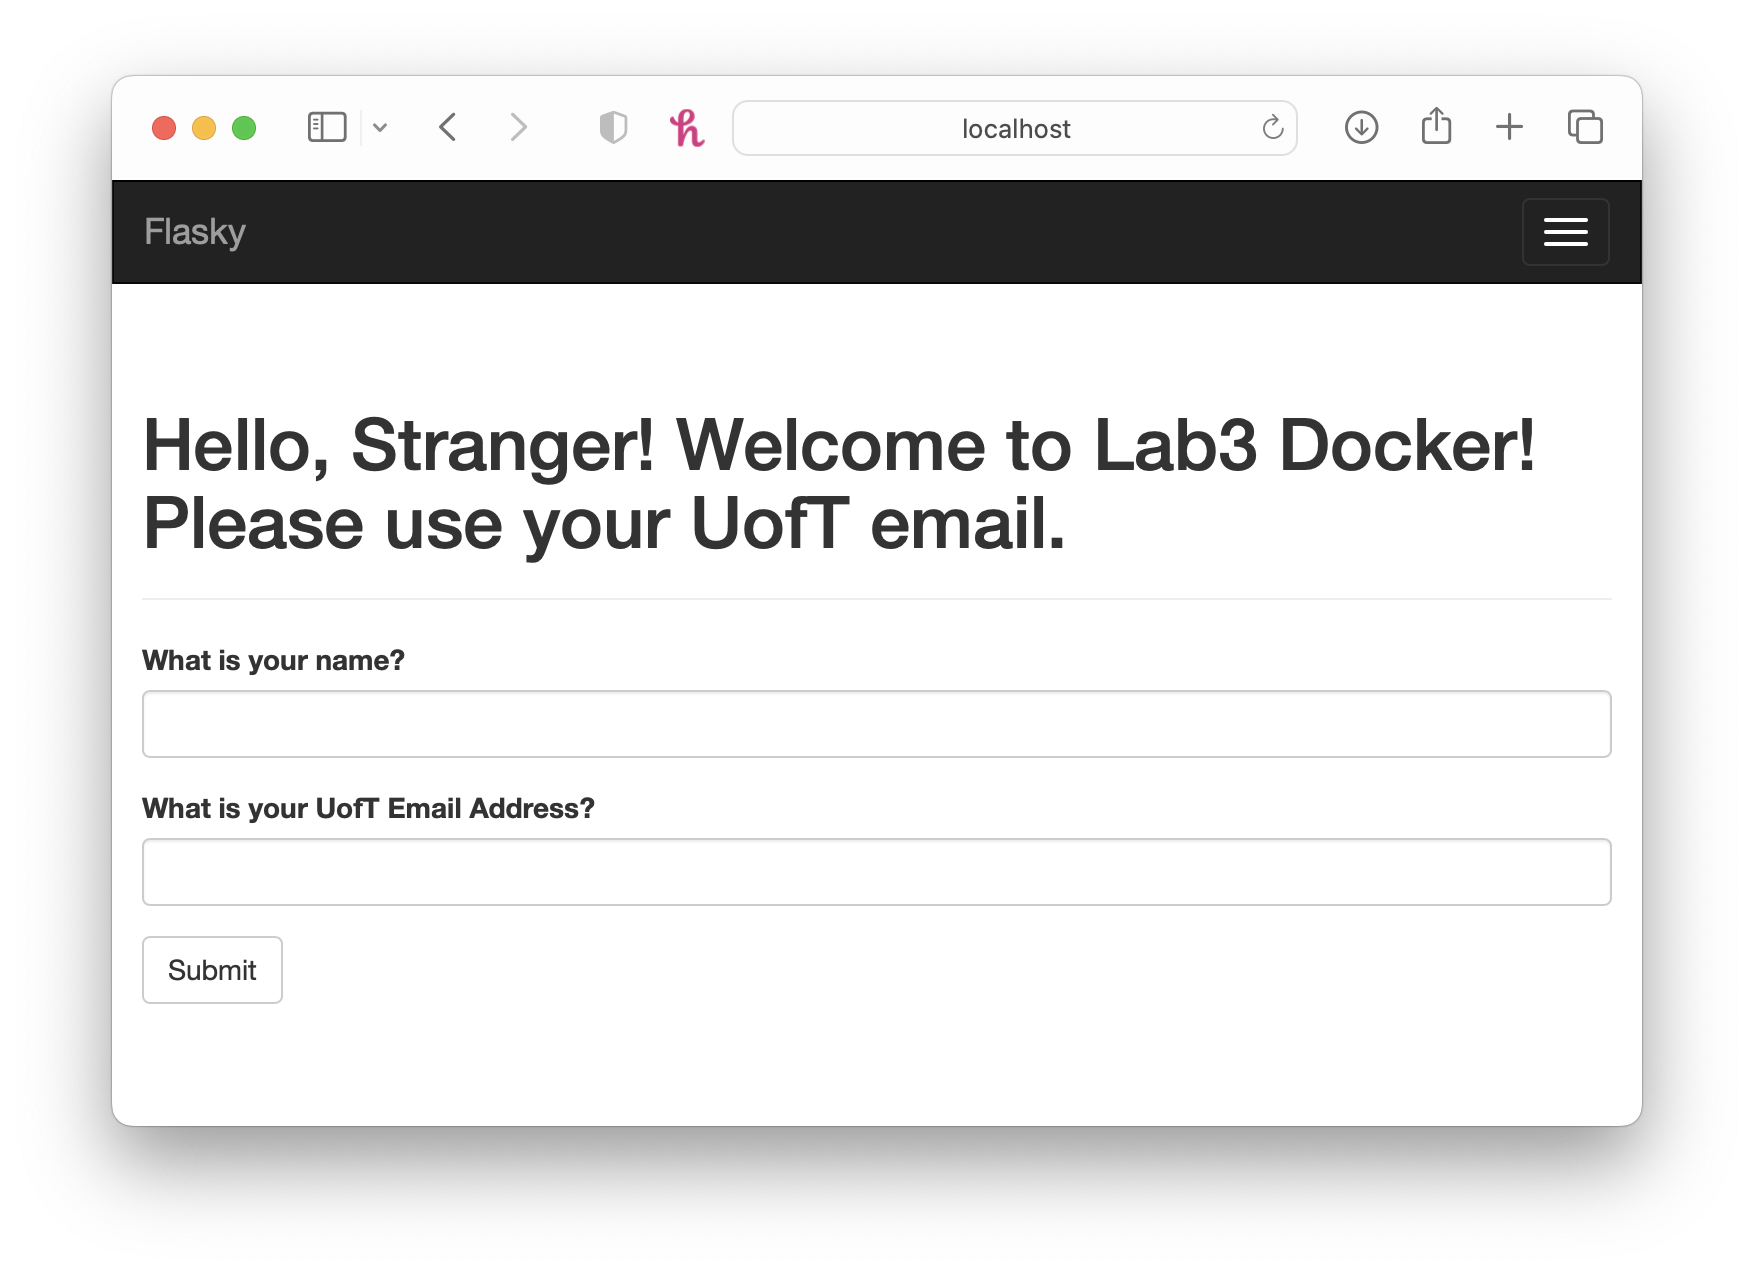 localhost
Flasky
Hello, Stranger! Welcome to Lab3 Docker!
Please use your UofT email.
What is your name?
What is your UofT Email Address?
Submit